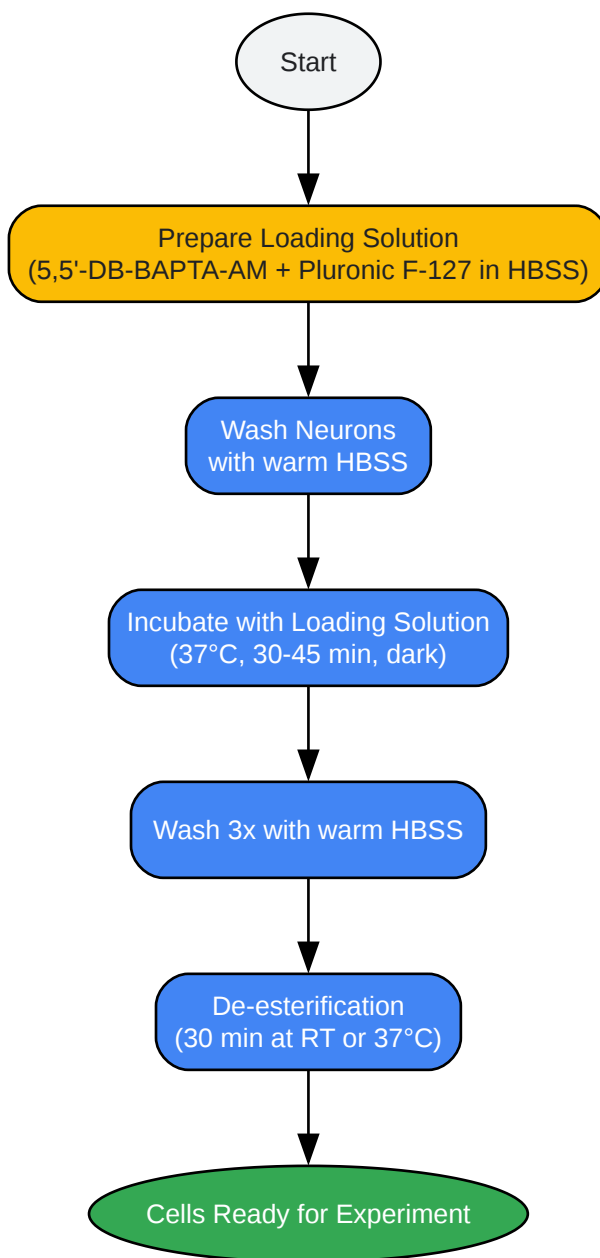 Start
Prepare Loading Solution
(5,5'-DB-BAPTA-AM + Pluronic F-127 in HBSS)
Wash Neurons
with warm HBSS
Incubate with Loading Solution
(37°C, 30-45 min, dark)
Wash 3x with warm HBSS
De-esterification
(30 min at RT or 37°C)
Cells Ready for Experiment